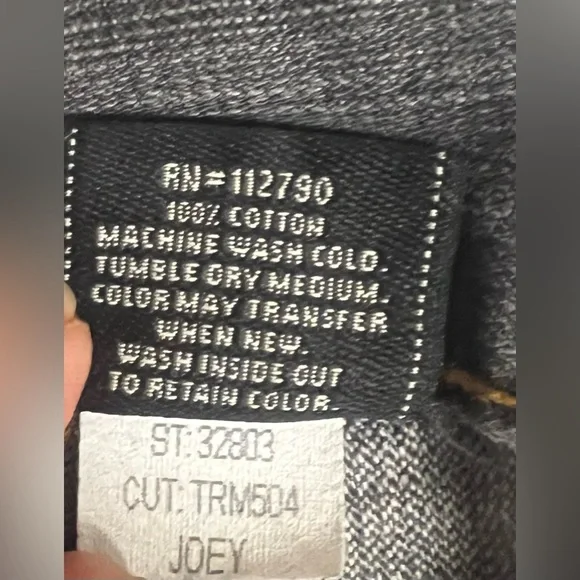 RN#112790
100% COTTON
MACHINE WASH COLD.
TUMBLE DRY MEDIUM.
COLOR MAY TRANSFER
WHEN NEW.
WASH INSIDE OUT
TO RETAIN COLOR.
ST: 32803
CUT: TRM504
JOEY